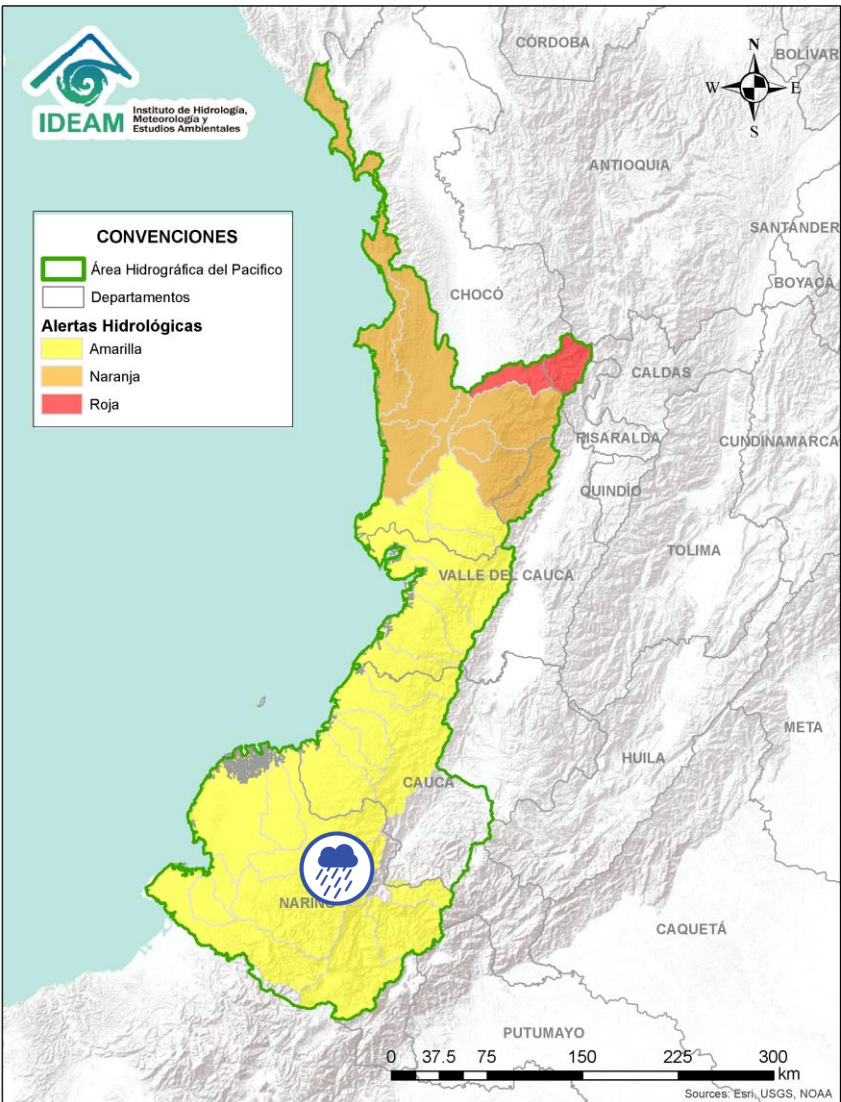 IDEAM
Instituto de Hidrología,
Meteorología y
Estudios Ambientales
N
W E
S
CONVENCIONES
Área Hidrográfica del Pacifico
Departamentos
Alertas Hidrológicas
Amarilla
Naranja
Roja
CÓRDOBA
BOLIVAR
ANTIOQUIA
SANTANDER
BOYACÁ
CHOCÓ
CALDAS
RISARALDA
CUNDINAMARCA
QUINDÍO
TOLIMA
VALLE DEL CAUCA
META
HUILA
CAUCA
NARIÑO
CAQUETÁ
PUTUMAYO
0 37.5 75 150 225 300
km
Sources: Esri, USGS, NOAA